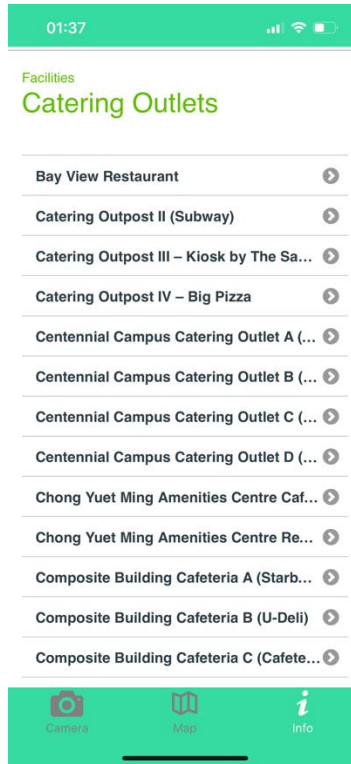 01:37
Facilities
Catering Outlets
Bay View Restaurant
Catering Outpost II (Subway)
Catering Outpost III – Kiosk by The Sa...
Catering Outpost IV – Big Pizza
Centennial Campus Catering Outlet A (...
Centennial Campus Catering Outlet B (...
Centennial Campus Catering Outlet C (...
Centennial Campus Catering Outlet D (...
Chong Yuet Ming Amenities Centre Caf...
Chong Yuet Ming Amenities Centre Re...
Composite Building Cafeteria A (Starb...
Composite Building Cafeteria B (U-Deli)
Composite Building Cafeteria C (Cafete...
Camera Map Info